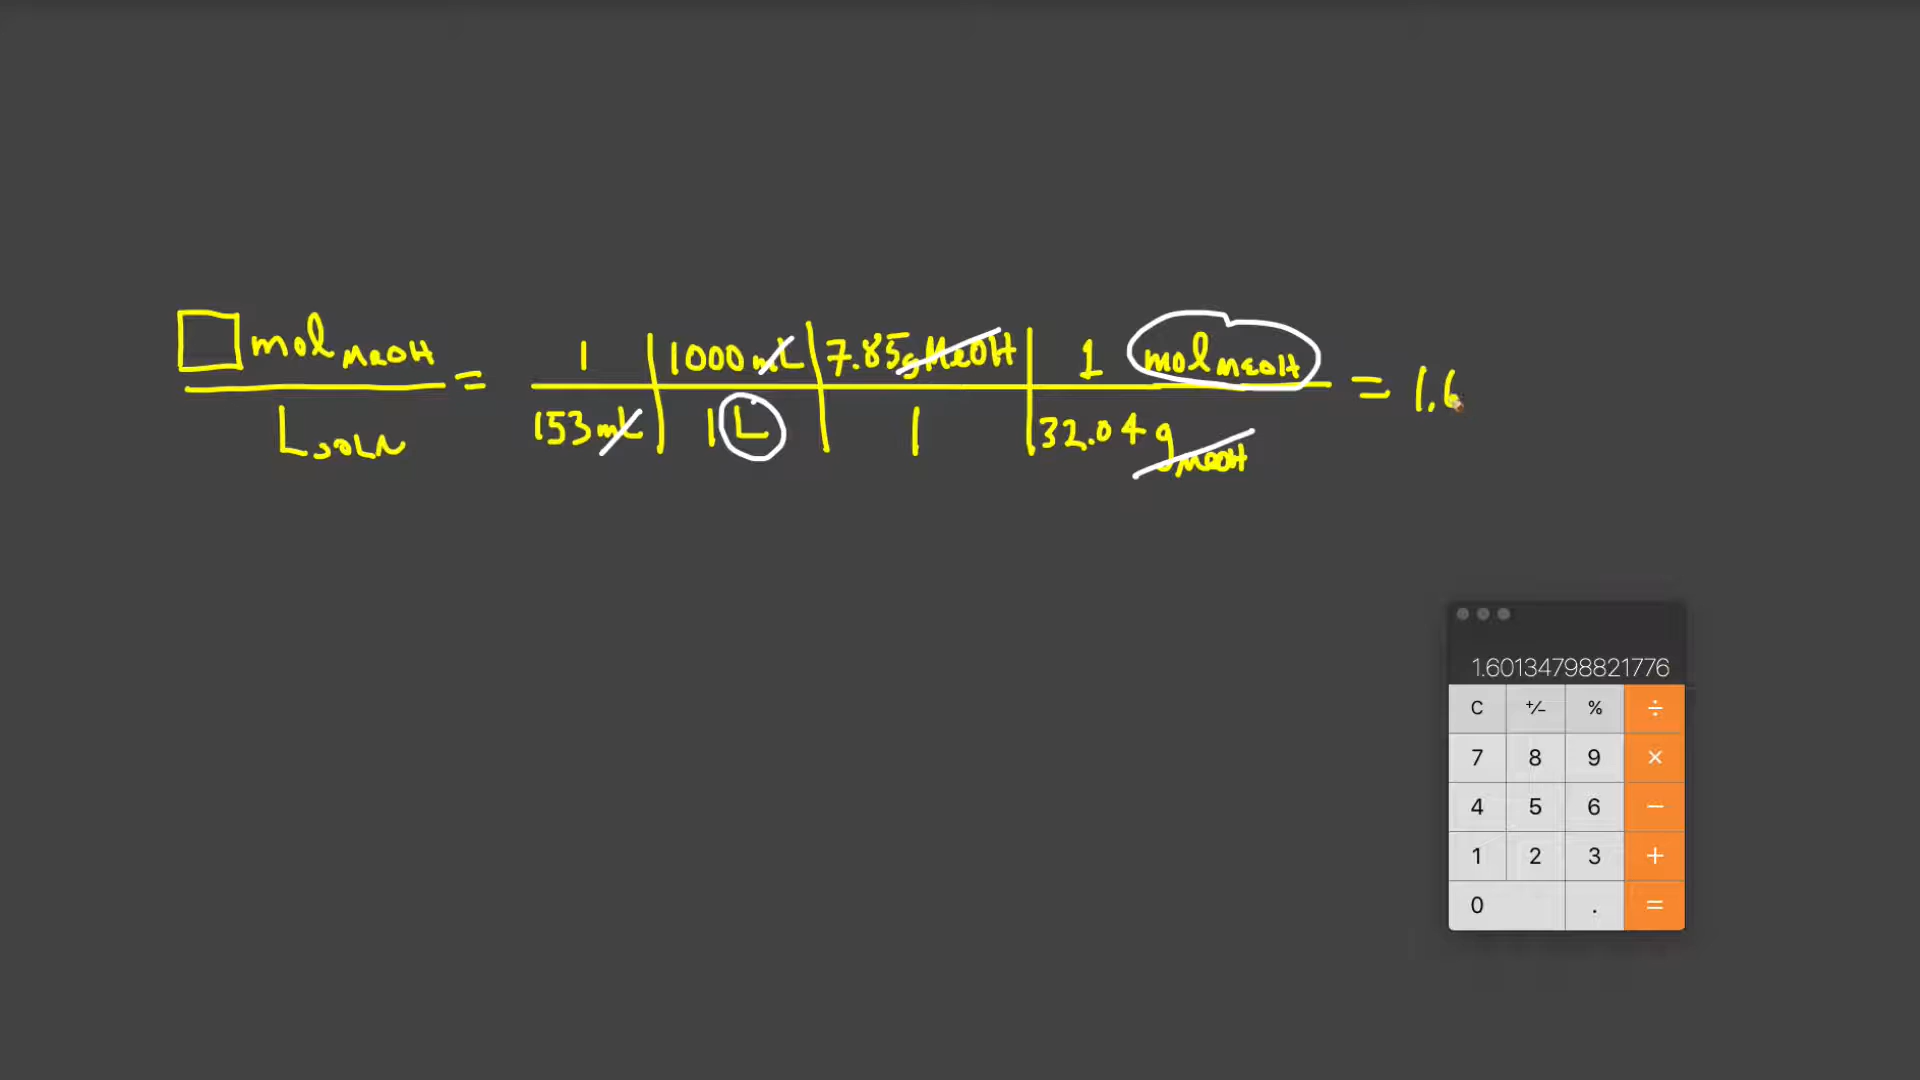 mol MeOH = 1 | 1000 mL | 7.85 g MeOH | 1 mol MeOH = 1.6
L SOLN 153 mL | 1 L | 1 | 32.04 g MeOH
1.60134798821776
C +/- % ÷
7 8 9 ×
4 5 6 −
1 2 3 +
0 . =